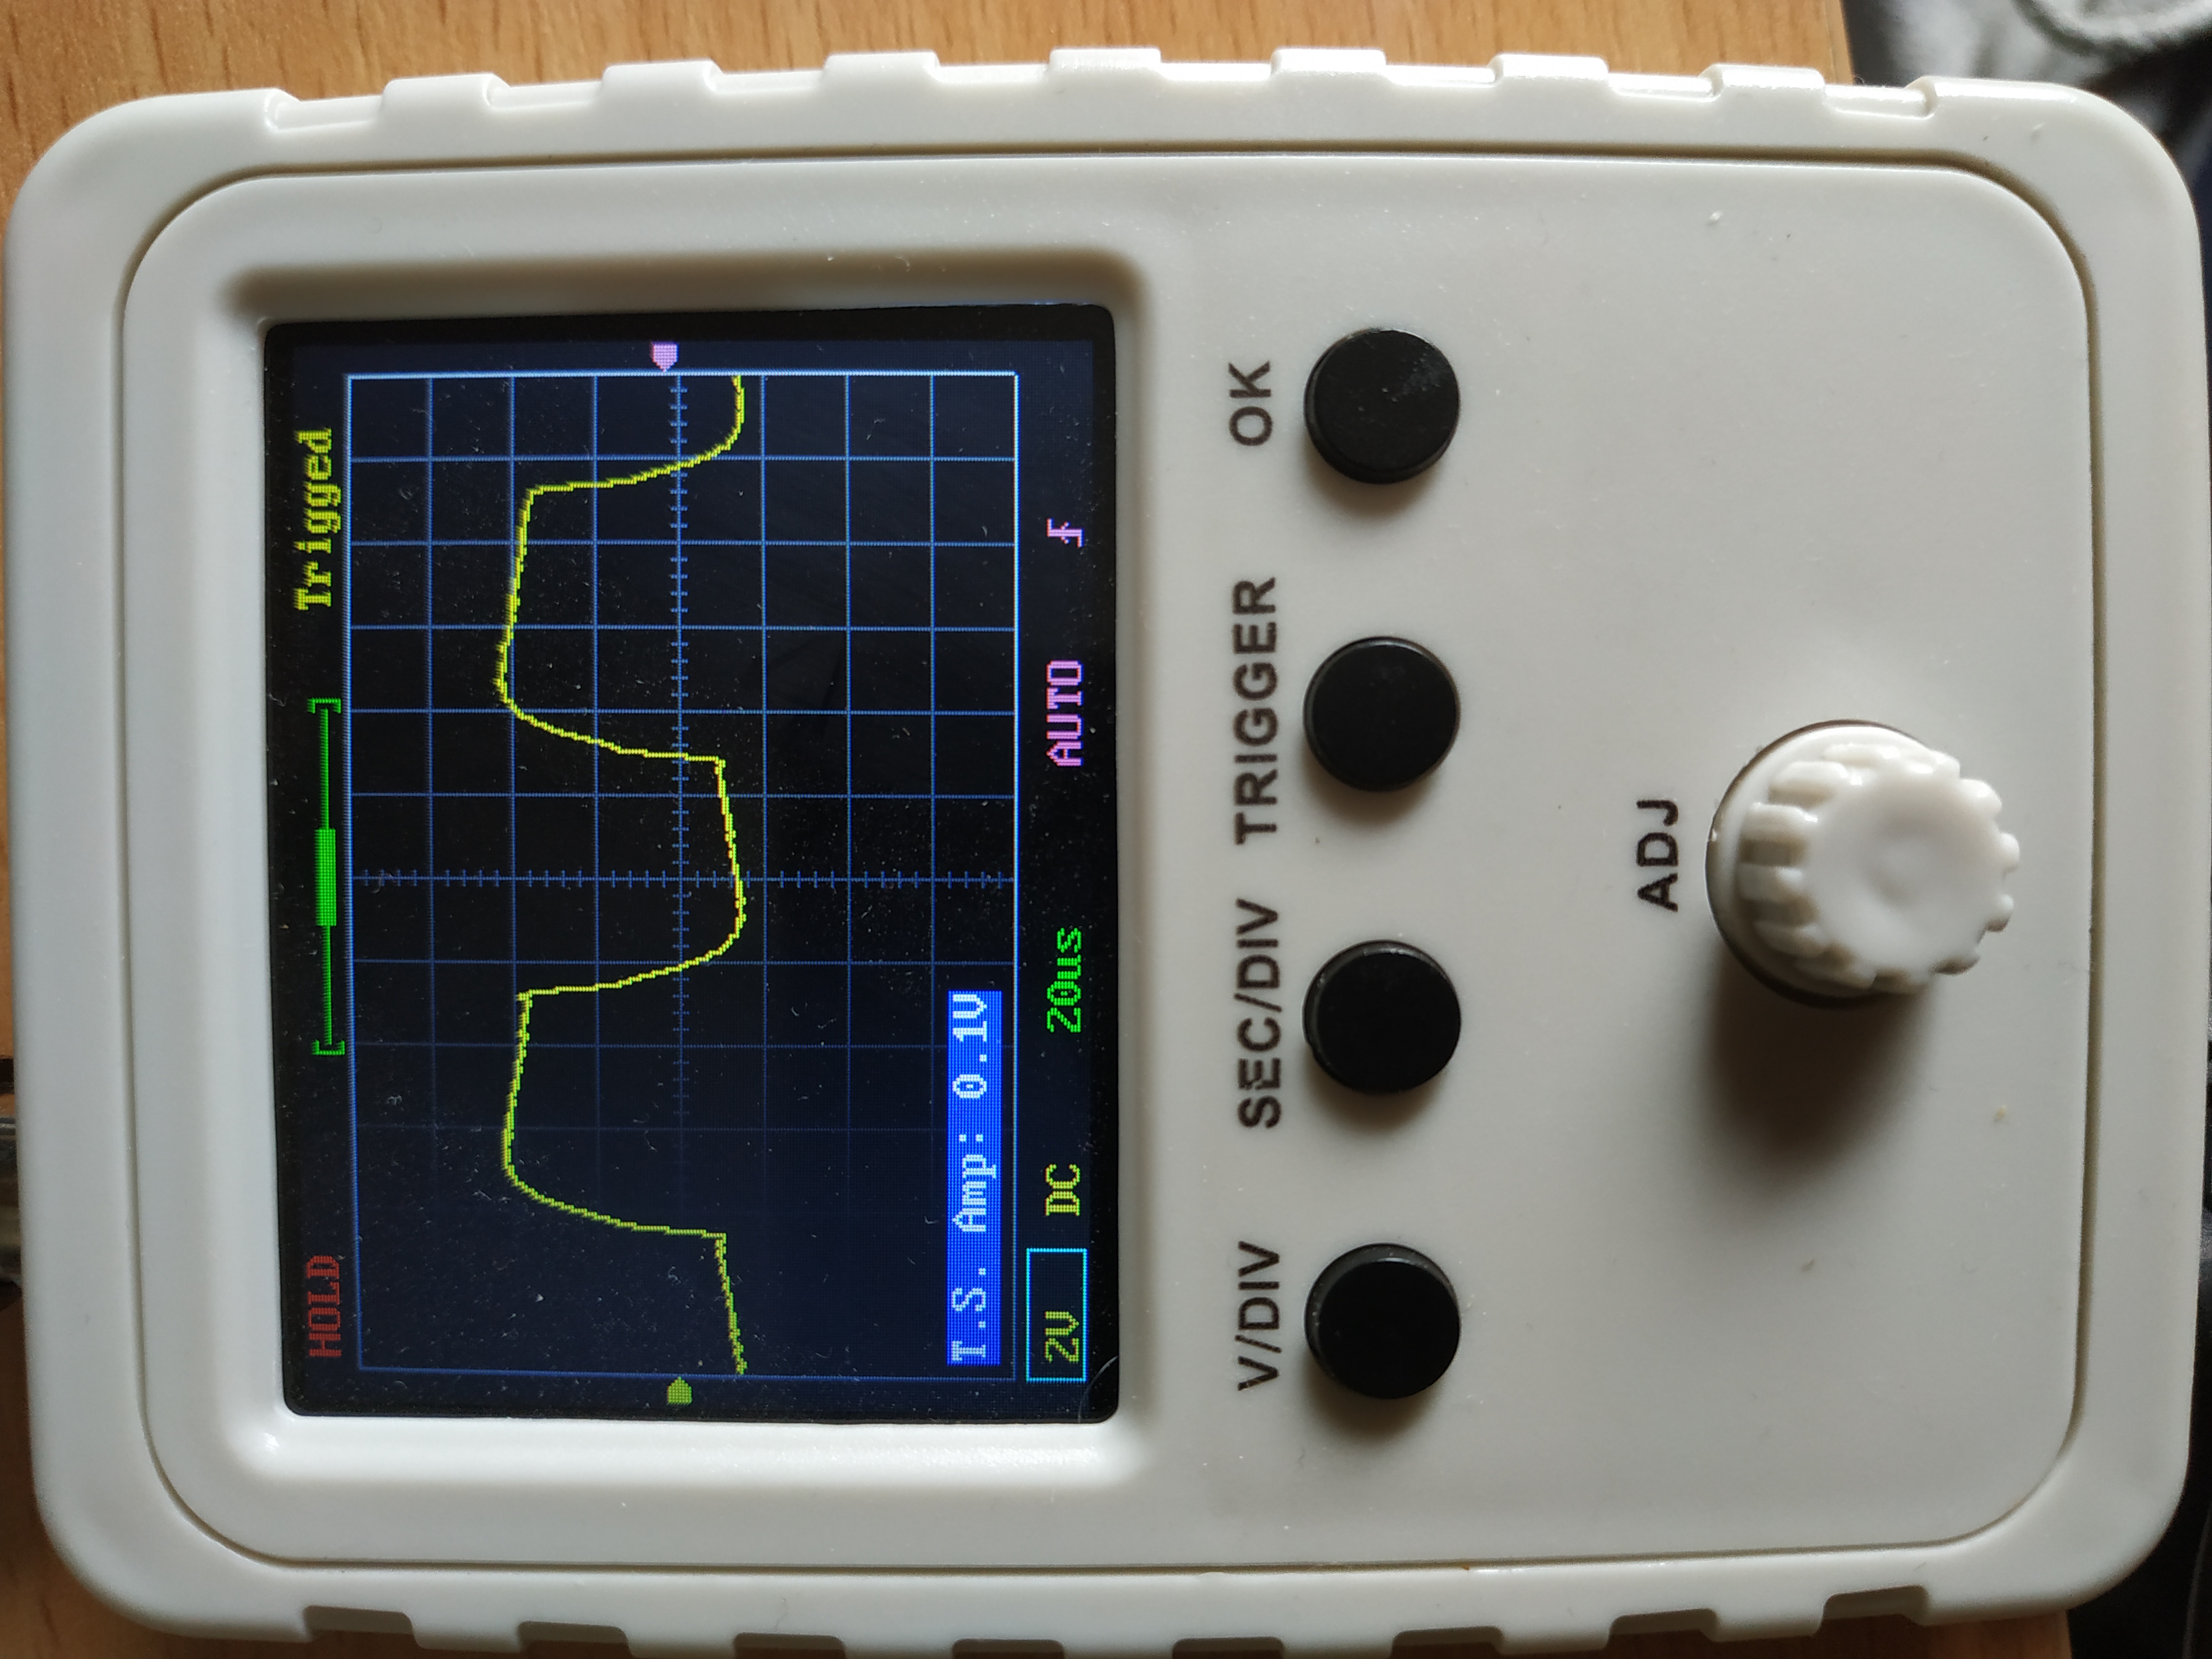 HOLD Trigged
T.S. Amp: 0.1V
2V DC 20us AUTO
V/DIV SEC/DIV TRIGGER OK
ADJ